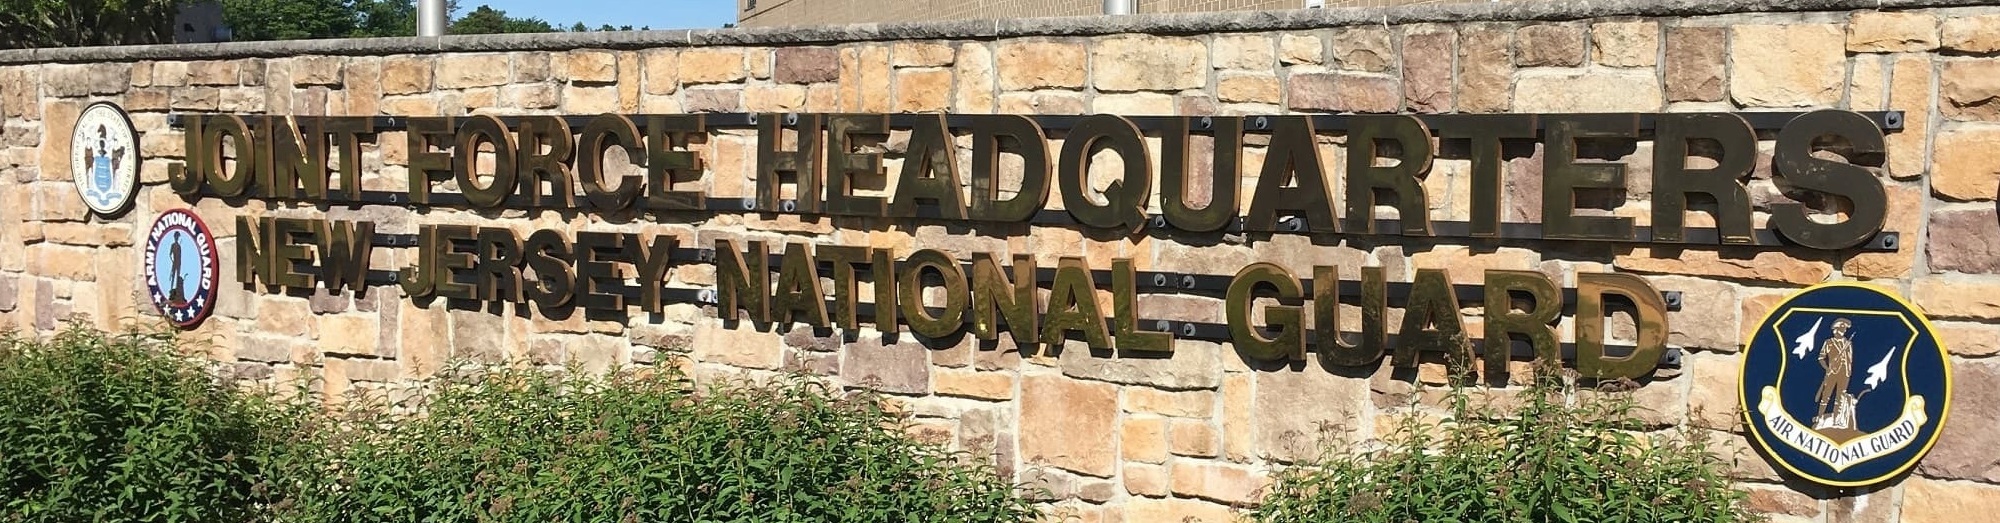 JOINT FORCE HEADQUARTERS
NEW JERSEY NATIONAL GUARD
ARMY NATIONAL GUARD
AIR NATIONAL GUARD